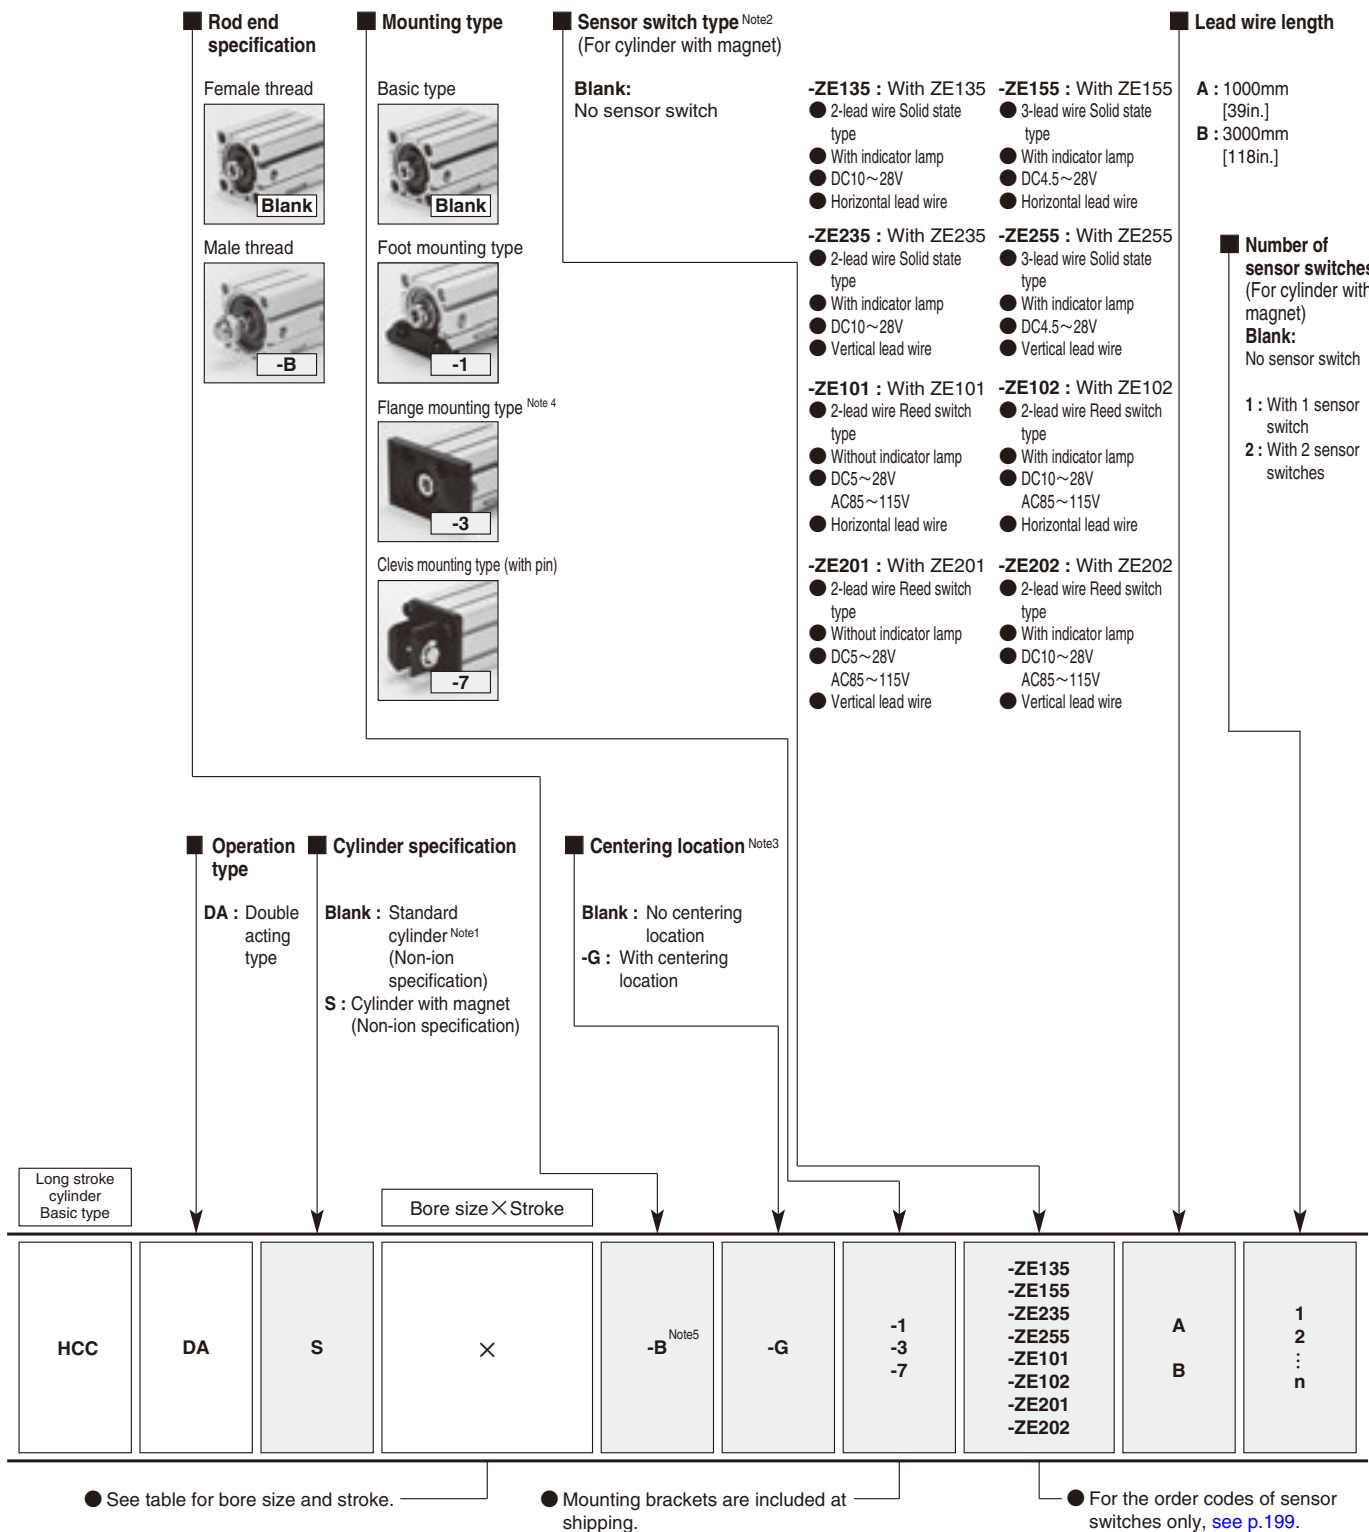 ■ Rod end
specification
Female thread
Blank
Male thread
-B
■ Mounting type
Basic type
Blank
Foot mounting type
-1
Flange mounting type Note 4
-3
Clevis mounting type (with pin)
-7
■ Sensor switch type Note2
(For cylinder with magnet)
Blank:
No sensor switch
-ZE135 : With ZE135
● 2-lead wire Solid state
type
● With indicator lamp
● DC10～28V
● Horizontal lead wire
-ZE155 : With ZE155
● 3-lead wire Solid state
type
● With indicator lamp
● DC4.5～28V
● Horizontal lead wire
-ZE235 : With ZE235
● 2-lead wire Solid state
type
● With indicator lamp
● DC10～28V
● Vertical lead wire
-ZE255 : With ZE255
● 3-lead wire Solid state
type
● With indicator lamp
● DC4.5～28V
● Vertical lead wire
-ZE101 : With ZE101
● 2-lead wire Reed switch
type
● Without indicator lamp
● DC5～28V
AC85～115V
● Horizontal lead wire
-ZE102 : With ZE102
● 2-lead wire Reed switch
type
● With indicator lamp
● DC10～28V
AC85～115V
● Horizontal lead wire
-ZE201 : With ZE201
● 2-lead wire Reed switch
type
● Without indicator lamp
● DC5～28V
AC85～115V
● Vertical lead wire
-ZE202 : With ZE202
● 2-lead wire Reed switch
type
● With indicator lamp
● DC10～28V
AC85～115V
● Vertical lead wire
■ Lead wire length
A : 1000mm
[39in.]
B : 3000mm
[118in.]
■ Number of
sensor switches
(For cylinder with
magnet)
Blank:
No sensor switch
1 : With 1 sensor
switch
2 : With 2 sensor
switches
■ Operation
type
DA : Double
acting
type
■ Cylinder specification
Blank : Standard
cylinder Note1
(Non-ion
specification)
S : Cylinder with magnet
(Non-ion specification)
■ Centering location Note3
Blank : No centering
location
-G : With centering
location
Long stroke
cylinder
Basic type
Bore size×Stroke
HCC
DA
S
×
-B Note5
-G
-1
-3
-7
-ZE135
-ZE155
-ZE235
-ZE255
-ZE101
-ZE102
-ZE201
-ZE202
A
B
1
2
⋮
n
● See table for bore size and stroke.
● Mounting brackets are included at
shipping.
● For the order codes of sensor
switches only, see p.199.